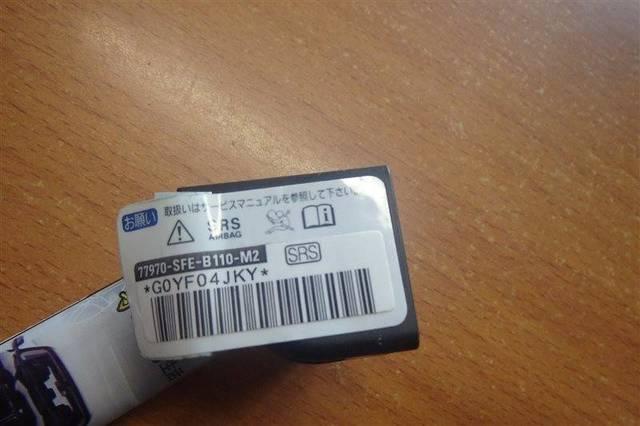 お願い 取扱いはサービスマニュアルを参照して下さい。
SRS
AIRBAG
77970-SFE-B110-M2 SRS
*G0YF04JKY*